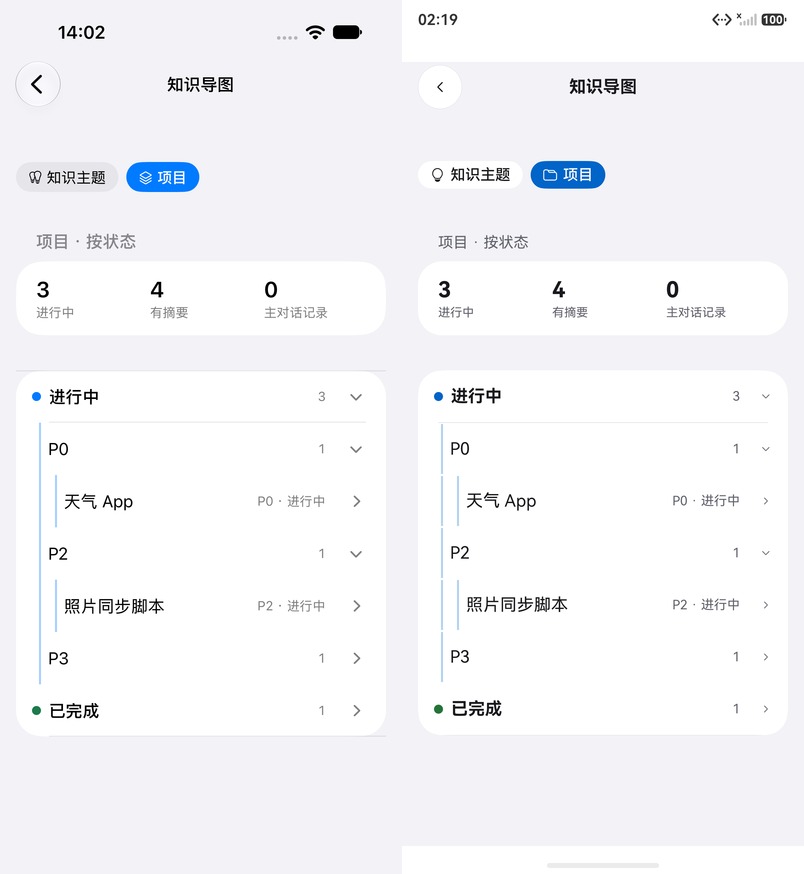 14:02
知识导图
知识主题 项目
项目 · 按状态
3 4 0
进行中 有摘要 主对话记录
进行中 3
P0 1
天气 App P0 · 进行中
P2 1
照片同步脚本 P2 · 进行中
P3 1
已完成 1
02:19 100
知识导图
知识主题 项目
项目 · 按状态
3 4 0
进行中 有摘要 主对话记录
进行中 3
P0 1
天气 App P0 · 进行中
P2 1
照片同步脚本 P2 · 进行中
P3 1
已完成 1